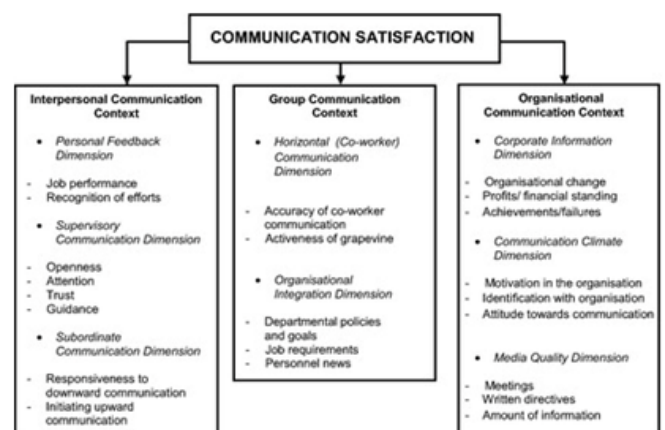 COMMUNICATION SATISFACTION
Interpersonal Communication
Context
• Personal Feedback
Dimension
- Job performance
- Recognition of efforts
• Supervisory
Communication Dimension
- Openness
- Attention
- Trust
- Guidance
• Subordinate
Communication Dimension
- Responsiveness to
downward communication
- Initiating upward
communication
Group Communication
Context
• Horizontal (Co-worker)
Communication
Dimension
- Accuracy of co-worker
communication
- Activeness of grapevine
• Organisational
Integration Dimension
- Departmental policies
and goals
- Job requirements
- Personnel news
Organisational
Communication Context
• Corporate Information
Dimension
- Organisational change
- Profits/ financial standing
- Achievements/failures
• Communication Climate
Dimension
- Motivation in the organisation
- Identification with organisation
- Attitude towards communication
• Media Quality Dimension
- Meetings
- Written directives
- Amount of information